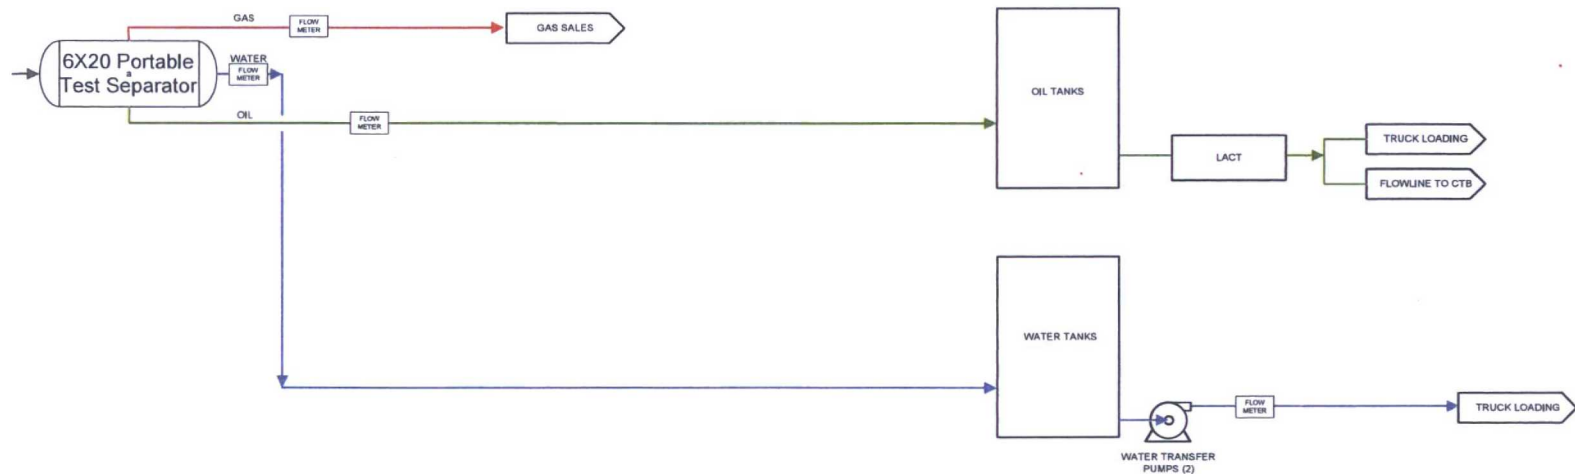 GAS
FLOW
METER
GAS SALES
6X20 Portable
a
Test Separator
WATER
FLOW
METER
OIL
FLOW
METER
OIL TANKS
LACT
TRUCK LOADING
FLOWLINE TO CTB
WATER TANKS
FLOW
METER
TRUCK LOADING
WATER TRANSFER
PUMPS (2)